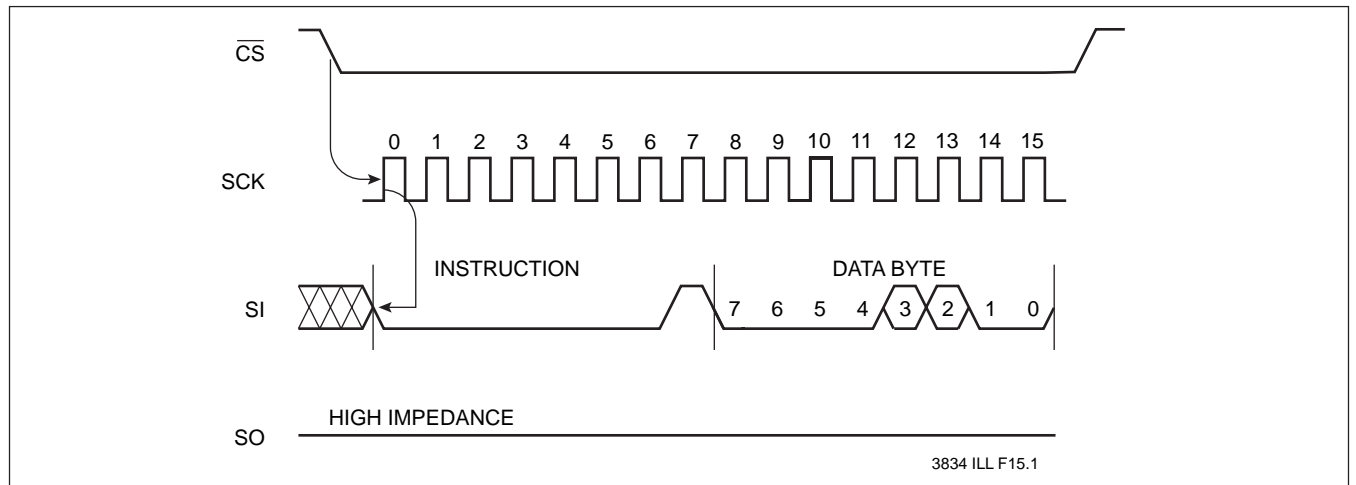 CS
0 1 2 3 4 5 6 7 8 9 10 11 12 13 14 15
SCK
INSTRUCTION DATA BYTE
SI 7 6 5 4 3 2 1 0
HIGH IMPEDANCE
SO
3834 ILL F15.1